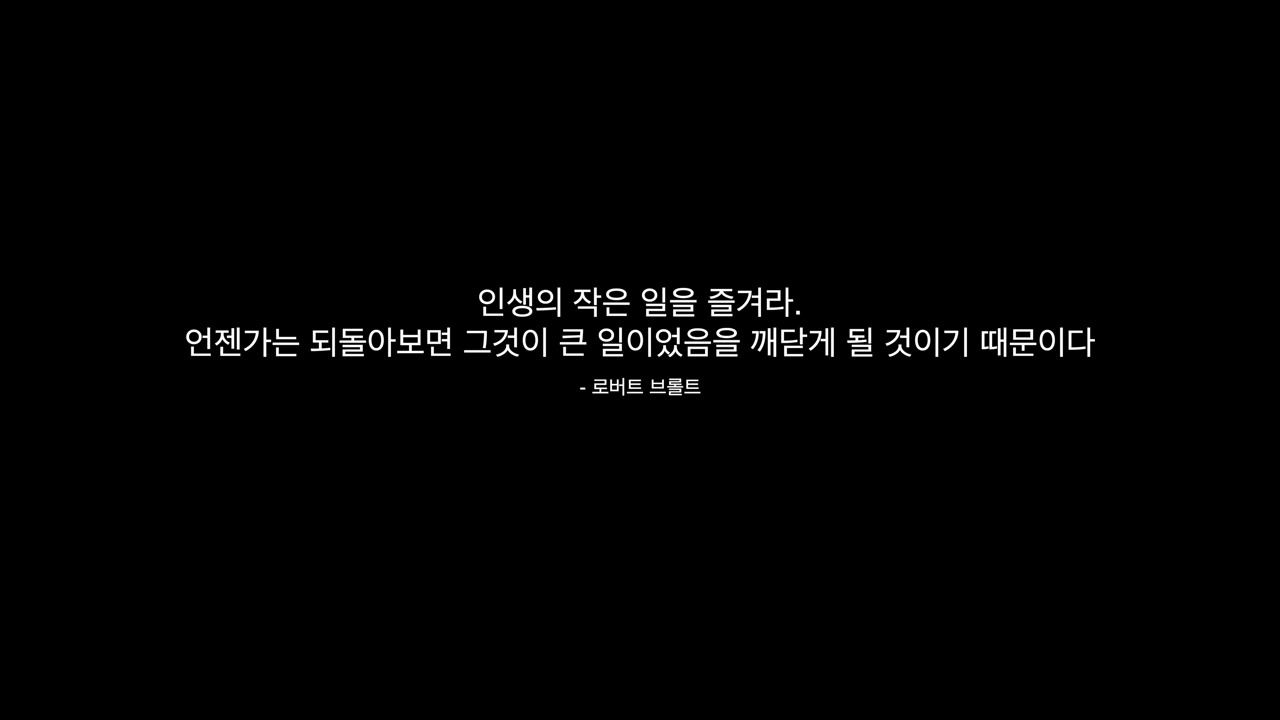 인생의 작은 일을 즐겨라.
언젠가는 되돌아보면 그것이 큰 일이었음을 깨닫게 될 것이기 때문이다
- 로버트 브롤트